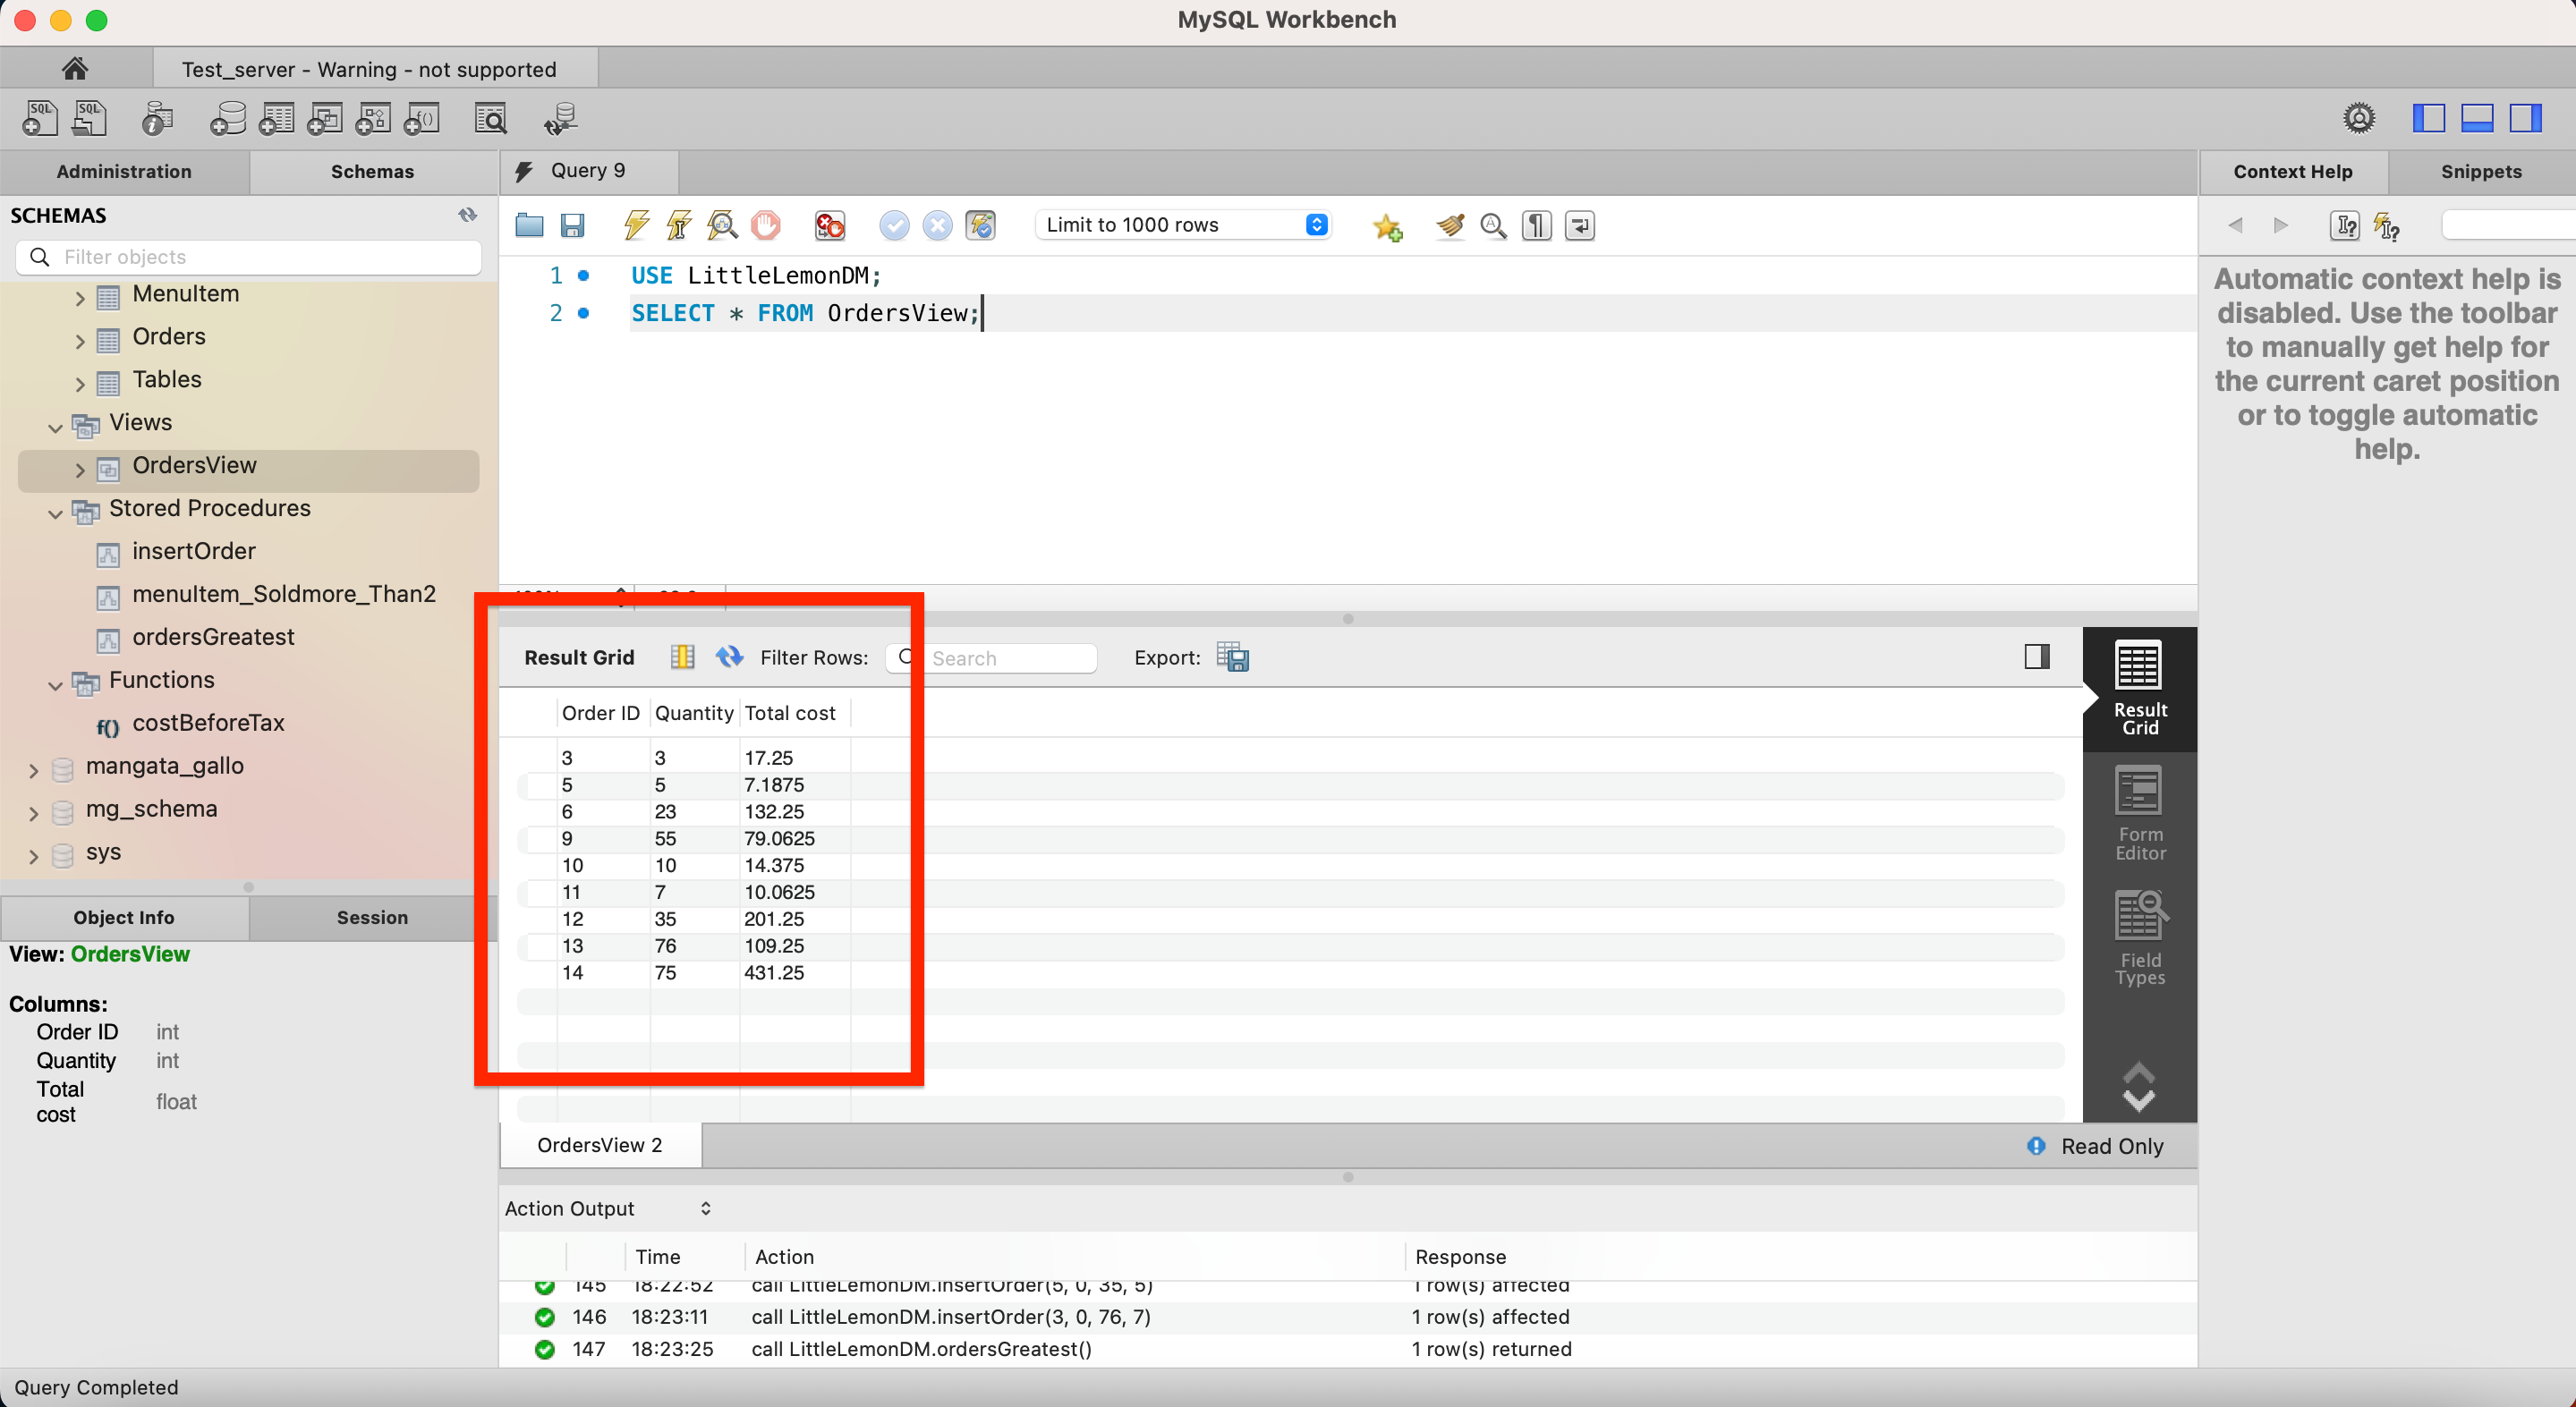 MySQL Workbench
Test_server - Warning - not supported
SQL SQL
Administration Schemas
SCHEMAS
Filter objects
MenuItem
Orders
Tables
Views
OrdersView
Stored Procedures
insertOrder
menuItem_Soldmore_Than2
ordersGreatest
Functions
f() costBeforeTax
mangata_gallo
mg_schema
sys
Object Info Session
View: OrdersView
Columns:
Order ID int
Quantity int
Total
cost float
Query 9
Limit to 1000 rows
1 USE LittleLemonDM;
2 SELECT * FROM OrdersView;
Result Grid Filter Rows: Search Export:
Order ID Quantity Total cost
3 3 17.25
5 5 7.1875
6 23 132.25
9 55 79.0625
10 10 14.375
11 7 10.0625
12 35 201.25
13 76 109.25
14 75 431.25
Result
Grid
Form
Editor
Field
Types
OrdersView 2 Read Only
Action Output
Time Action Response
145 18:22:52 call LittleLemonDM.insertOrder(5, 0, 35, 5) 1 row(s) affected
146 18:23:11 call LittleLemonDM.insertOrder(3, 0, 76, 7) 1 row(s) affected
147 18:23:25 call LittleLemonDM.ordersGreatest() 1 row(s) returned
Context Help Snippets
Automatic context help is
disabled. Use the toolbar
to manually get help for
the current caret position
or to toggle automatic
help.
Query Completed